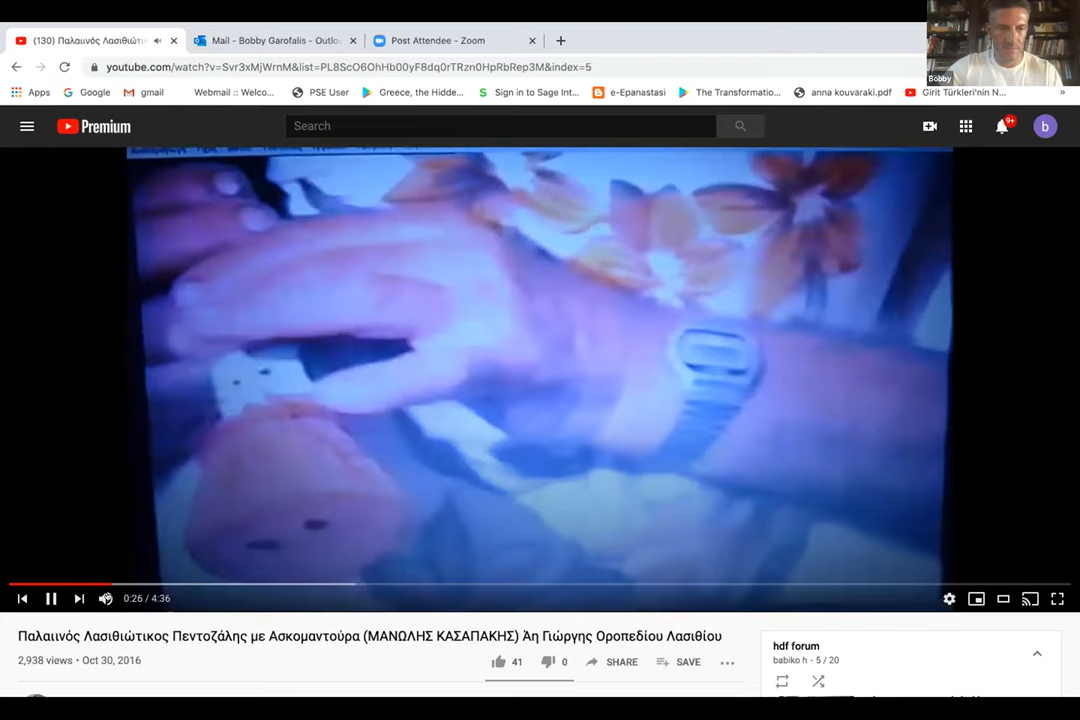 (130) Παλαιινός Λασιθιώτι
Mail - Bobby Garofalis - Outlo
Post Attendee - Zoom
youtube.com/watch?v=Svr3xMjWrnM&list=PL8ScO6OhHb00yF8dq0rTRzn0HpRbRep3M&index=5
Bobby
Apps
Google
gmail
Webmail :: Welco...
PSE User
Greece, the Hidde...
Sign in to Sage Int...
e-Epanastasi
The Transformatio...
anna kouvaraki.pdf
Girit Türkleri'nin N...
»
Premium
Search
9+
b
0:26 / 4:36
Παλαιινός Λασιθιώτικος Πεντοζάλης με Ασκομαντούρα (ΜΑΝΩΛΗΣ ΚΑΣΑΠΑΚΗΣ) Άη Γιώργης Οροπεδίου Λασιθίου
2,938 views • Oct 30, 2016
41
0
SHARE
SAVE
hdf forum
babiko h - 5 / 20